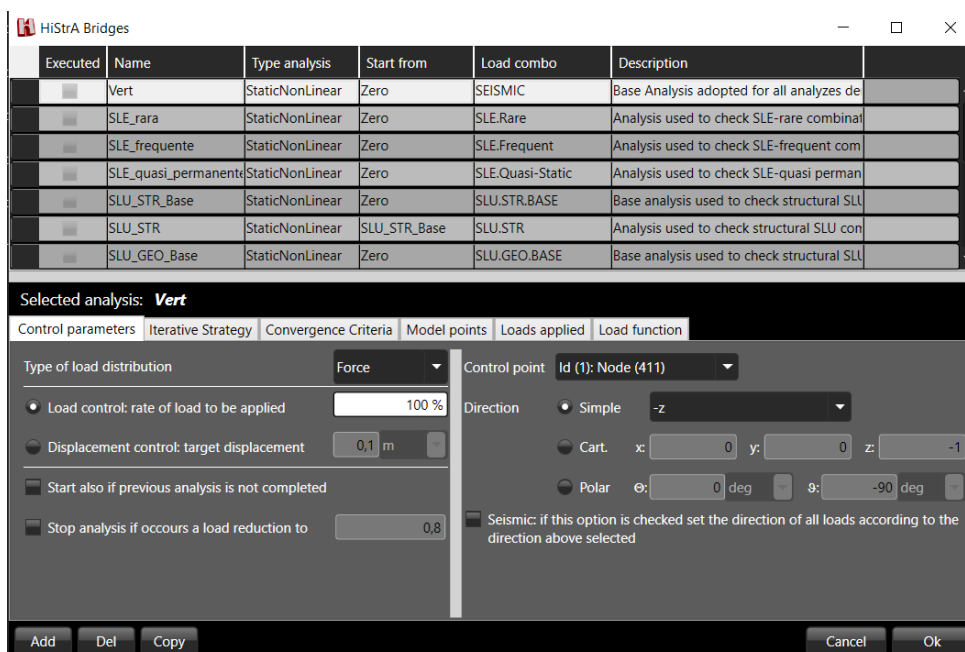 HiStrA Bridges
Executed Name Type analysis Start from Load combo Description
Vert StaticNonLinear Zero SEISMIC Base Analysis adopted for all analyzes de
SLE_rara StaticNonLinear Zero SLE.Rare Analysis used to check SLE-rare combinat
SLE_frequente StaticNonLinear Zero SLE.Frequent Analysis used to check SLE-frequent com
SLE_quasi_permanente StaticNonLinear Zero SLE.Quasi-Static Analysis used to check SLE-quasi perman
SLU_STR_Base StaticNonLinear Zero SLU.STR.BASE Base analysis used to check structural SLU
SLU_STR StaticNonLinear SLU_STR_Base SLU.STR Analysis used to check structural SLU com
SLU_GEO_Base StaticNonLinear Zero SLU.GEO.BASE Base analysis used to check structural SLU
Selected analysis: Vert
Control parameters Iterative Strategy Convergence Criteria Model points Loads applied Load function
Type of load distribution Force
Load control: rate of load to be applied 100 %
Displacement control: target displacement 0,1 m
Start also if previous analysis is not completed
Stop analysis if occours a load reduction to 0,8
Control point Id (1): Node (411)
Direction Simple -z
Cart. x: 0 y: 0 z: -1
Polar Θ: 0 deg ϑ: -90 deg
Seismic: if this option is checked set the direction of all loads according to the
direction above selected
Add Del Copy Cancel Ok